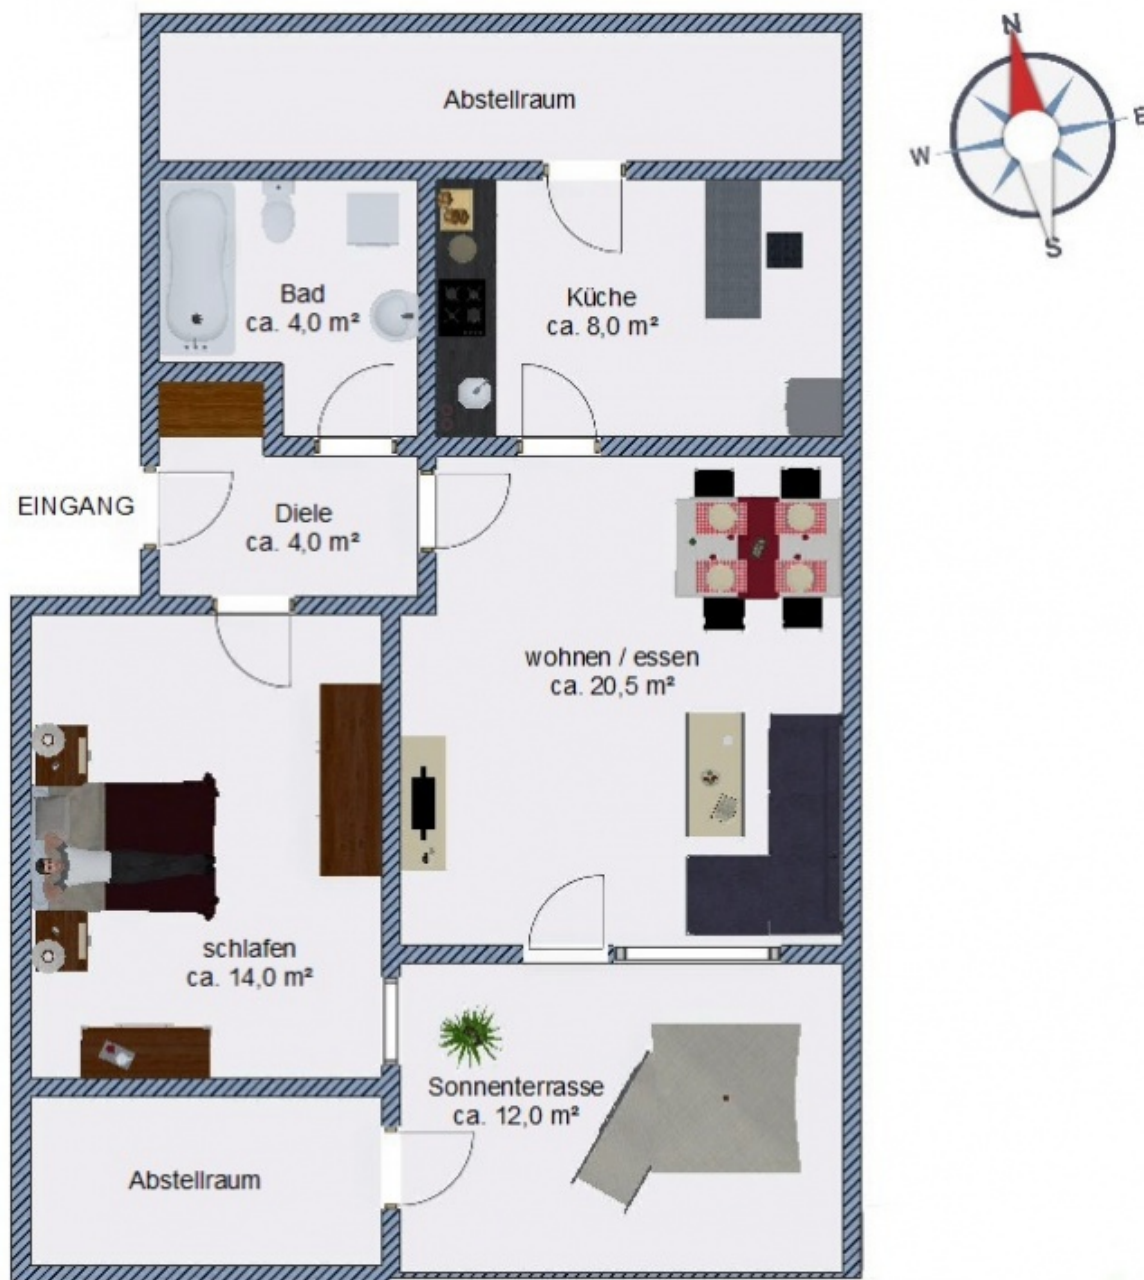 N
E
W
S
Abstellraum
Bad
ca. 4,0 m²
Küche
ca. 8,0 m²
EINGANG
Diele
ca. 4,0 m²
wohnen / essen
ca. 20,5 m²
schlafen
ca. 14,0 m²
Sonnenterrasse
ca. 12,0 m²
Abstellraum